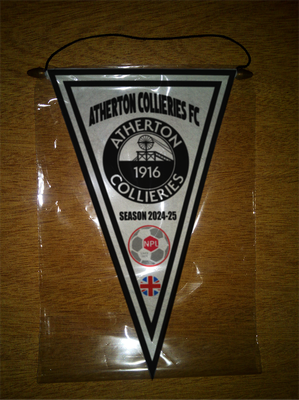 ATHERTON COLLIERIES FC
ATHERTON
1916
COLLIERIES
SEASON 2024-25
NPL